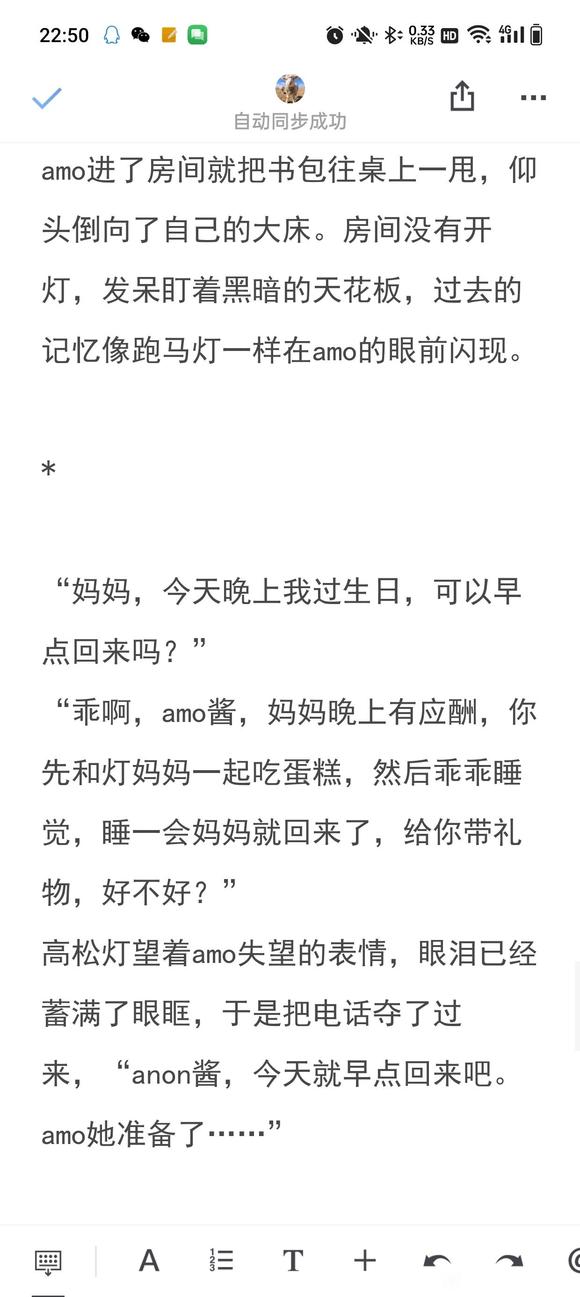 22:50
0.33
KB/S
HD
4G
自动同步成功
amo进了房间就把书包往桌上一甩，仰
头倒向了自己的大床。房间没有开
灯，发呆盯着黑暗的天花板，过去的
记忆像跑马灯一样在amo的眼前闪现。
*
“妈妈，今天晚上我过生日，可以早
点回来吗？”
“乖啊，amo酱，妈妈晚上有应酬，你
先和灯妈妈一起吃蛋糕，然后乖乖睡
觉，睡一会妈妈就回来了，给你带礼
物，好不好？”
高松灯望着amo失望的表情，眼泪已经
蓄满了眼眶，于是把电话夺了过
来，“anon酱，今天就早点回来吧。
amo她准备了……”
A
1
2
3
T